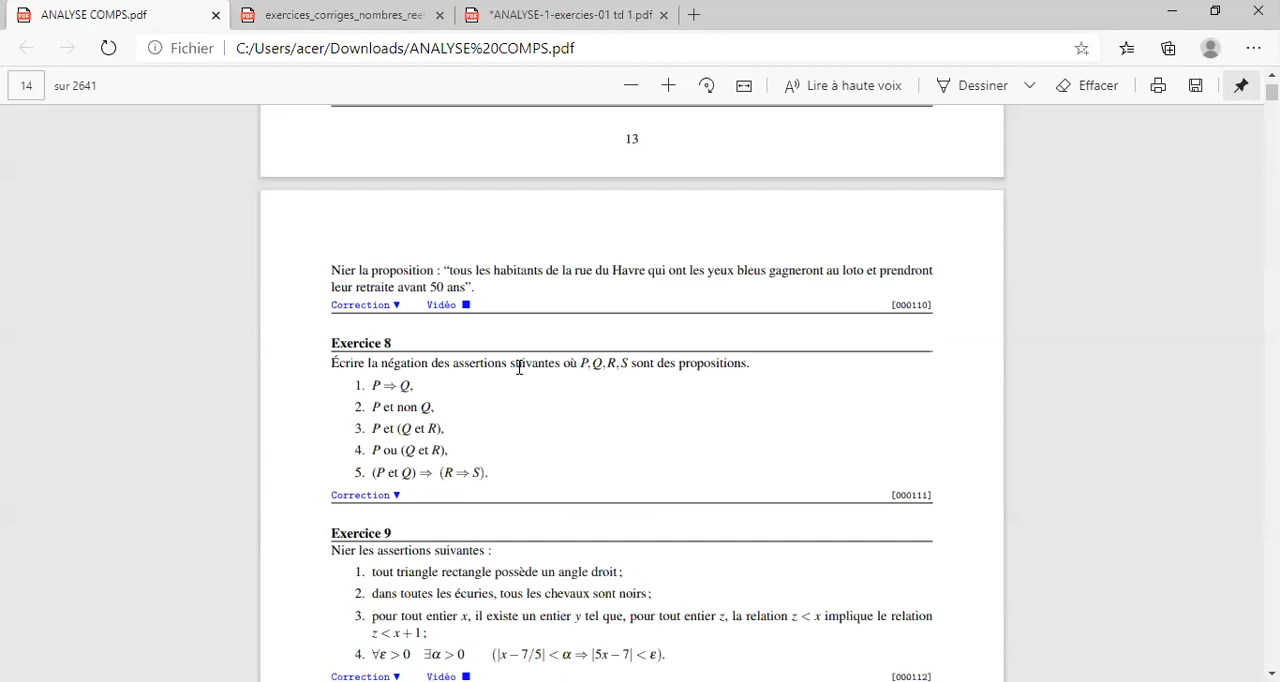 ANALYSE COMPS.pdf
exercices_corriges_nombres_ree
*ANALYSE-1-exercies-01 td 1.pdf
Fichier
C:/Users/acer/Downloads/ANALYSE%20COMPS.pdf
14 sur 2641
Lire à haute voix
Dessiner
Effacer
13
Nier la proposition : “tous les habitants de la rue du Havre qui ont les yeux bleus gagneront au loto et prendront
leur retraite avant 50 ans”.
Correction ▼ Vidéo ■ [000110]
Exercice 8
Écrire la négation des assertions suivantes où P,Q,R,S sont des propositions.
1. P ⇒ Q,
2. P et non Q,
3. P et (Q et R),
4. P ou (Q et R),
5. (P et Q) ⇒ (R ⇒ S).
Correction ▼ [000111]
Exercice 9
Nier les assertions suivantes :
1. tout triangle rectangle possède un angle droit ;
2. dans toutes les écuries, tous les chevaux sont noirs ;
3. pour tout entier x, il existe un entier y tel que, pour tout entier z, la relation z < x implique le relation
z < x + 1 ;
4. ∀ε > 0 ∃α > 0 (|x − 7/5| < α ⇒ |5x − 7| < ε).
Correction ▼ Vidéo ■ [000112]